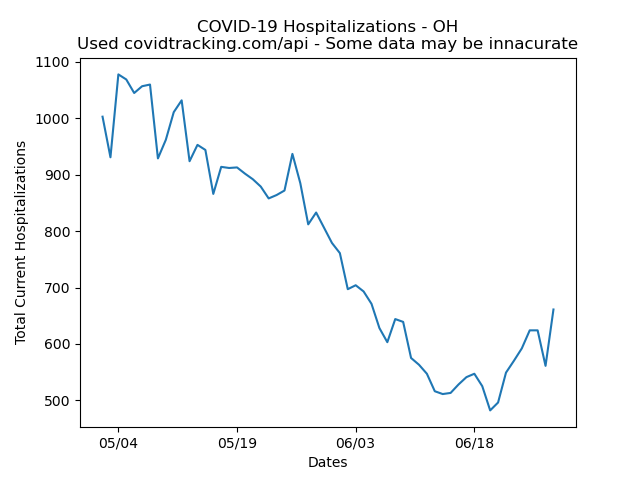 COVID-19 Hospitalizations - OH
Used covidtracking.com/api - Some data may be innacurate
1100
1000
900
800
700
600
500
Total Current Hospitalizations
05/04 05/19 06/03 06/18
Dates